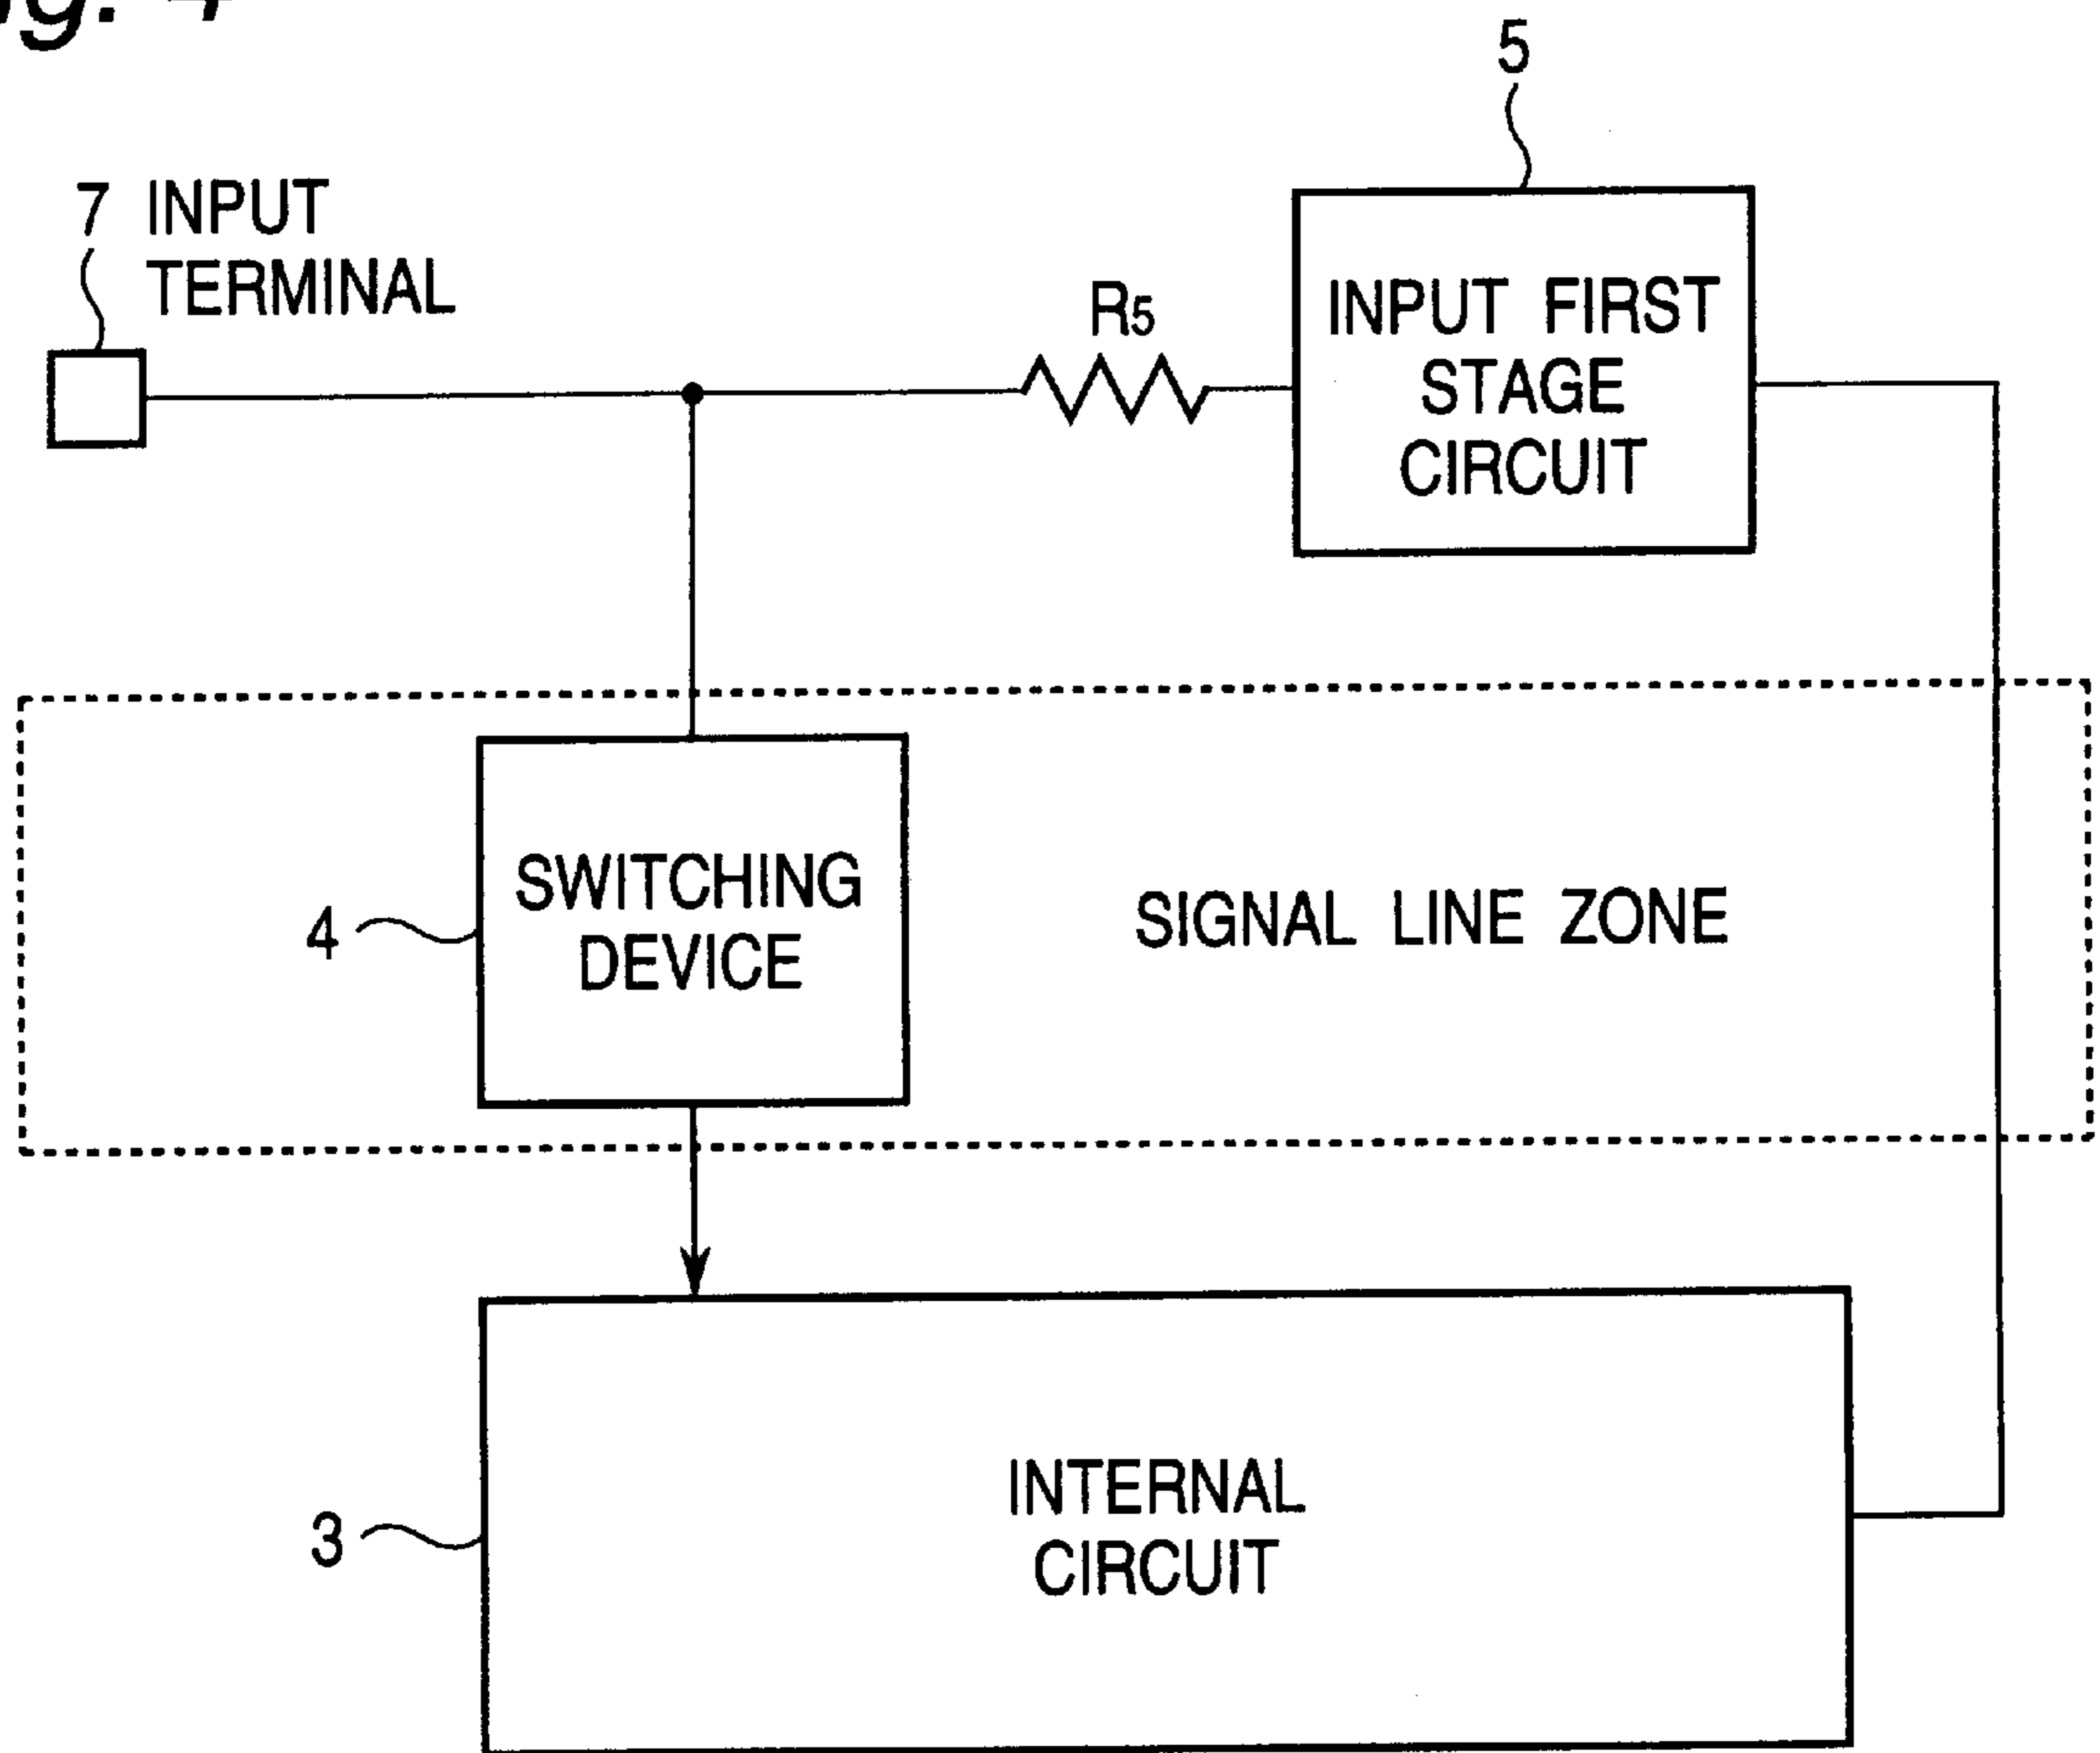 5
7 INPUT
TERMINAL
R5
INPUT FIRST
STAGE
CIRCUIT
SWITCHING
DEVICE
4
SIGNAL LINE ZONE
INTERNAL
CIRCUIT
3